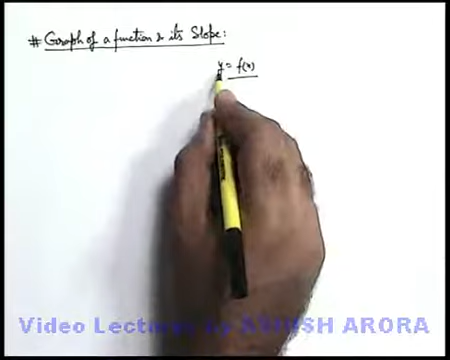 # Graph of a function & its Slope:
y = f(x)
Video Lectures by ASHISH ARORA